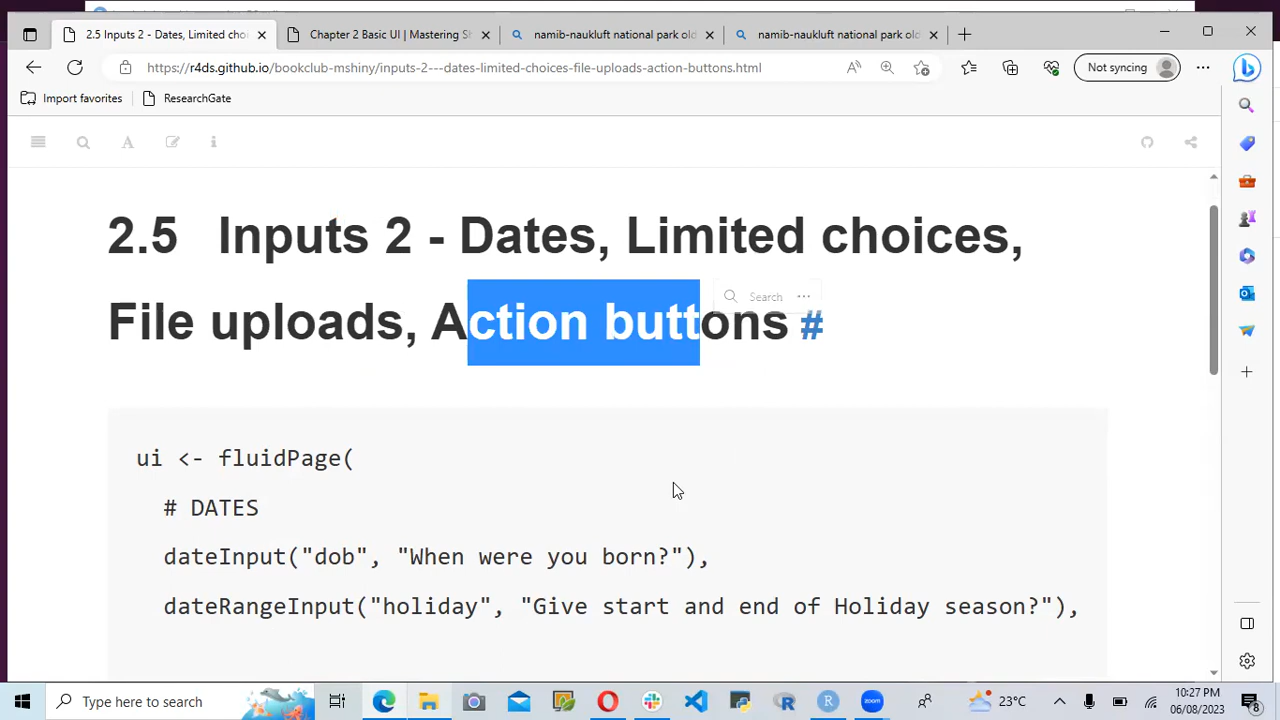 2.5 Inputs 2 - Dates, Limited choi
Chapter 2 Basic UI | Mastering Sh
namib-naukluft national park old
namib-naukluft national park old
https://r4ds.github.io/bookclub-mshiny/inputs-2---dates-limited-choices-file-uploads-action-buttons.html
Not syncing
Import favorites
ResearchGate
2.5 Inputs 2 - Dates, Limited choices,
Search
File uploads, Action buttons #
ui <- fluidPage(
# DATES
dateInput("dob", "When were you born?"),
dateRangeInput("holiday", "Give start and end of Holiday season?"),
Type here to search
23°C
10:27 PM
06/08/2023
8